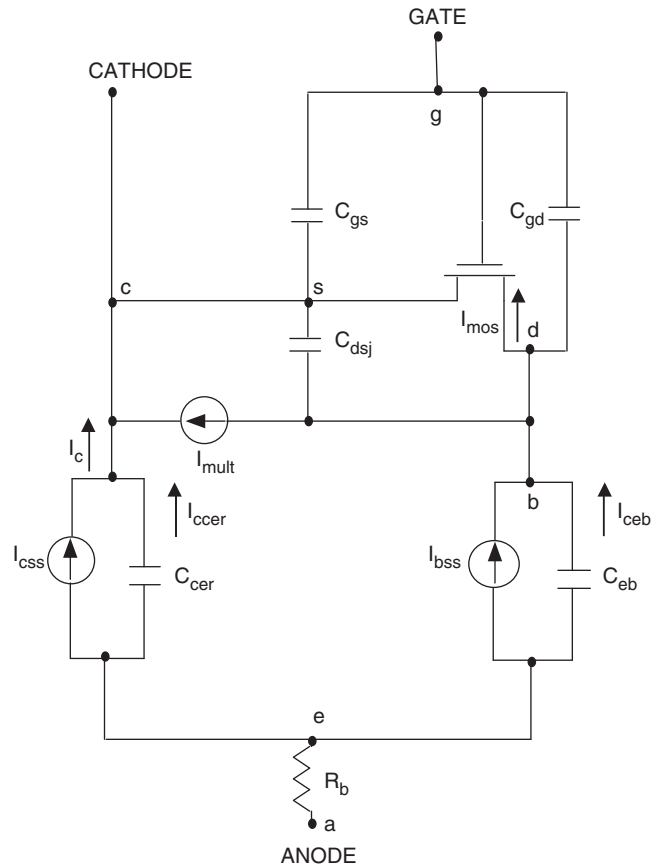 GATE
CATHODE
g
C_gs
C_gd
c
s
I_mos
d
C_dsj
I_c
I_mult
I_ccer
b
I_ceb
I_css
C_cer
I_bss
C_eb
e
R_b
a
ANODE